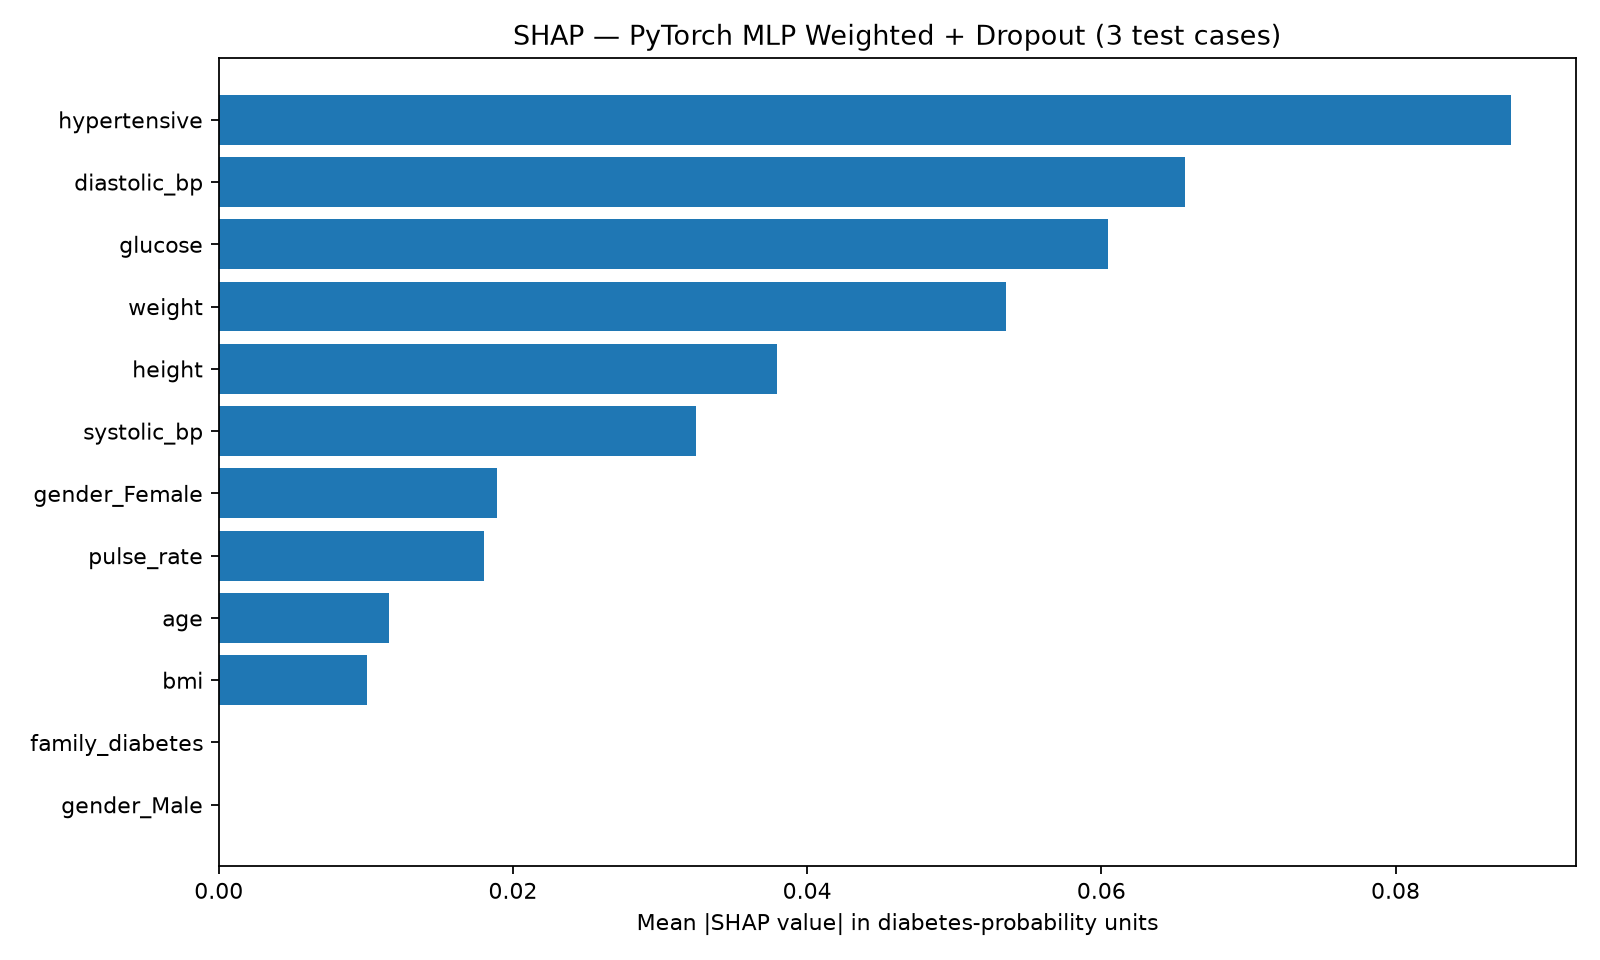 SHAP — PyTorch MLP Weighted + Dropout (3 test cases)
hypertensive
diastolic_bp
glucose
weight
height
systolic_bp
gender_Female
pulse_rate
age
bmi
family_diabetes
gender_Male
0.00 0.02 0.04 0.06 0.08
Mean |SHAP value| in diabetes-probability units